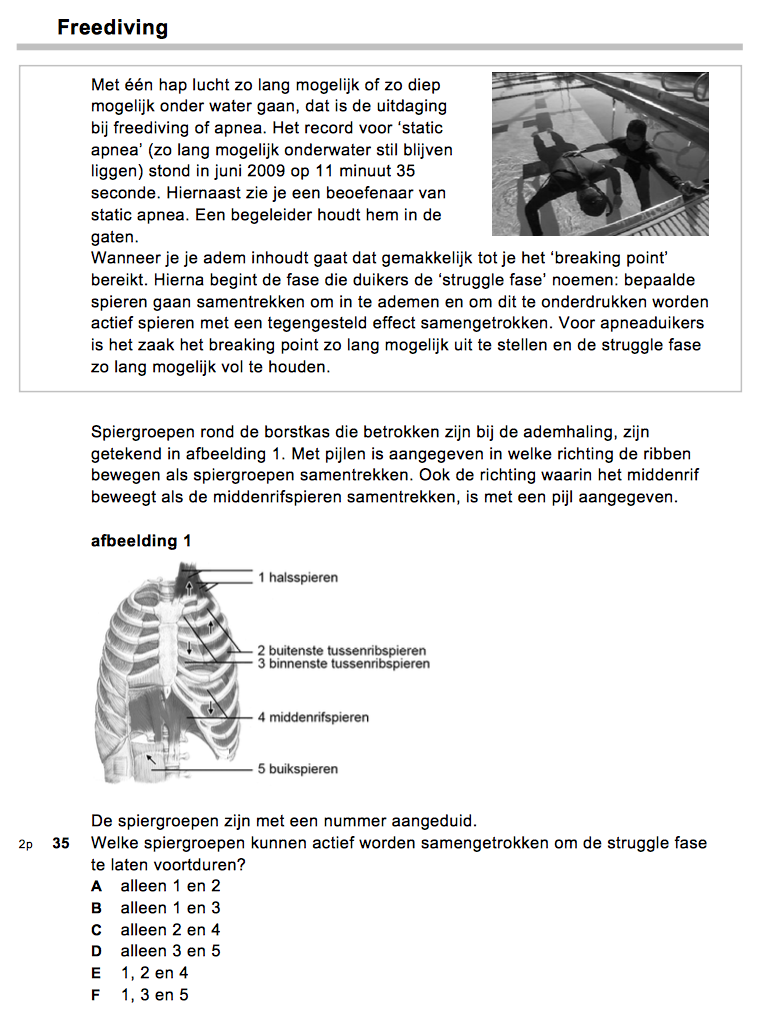 Freediving
Met één hap lucht zo lang mogelijk of zo diep
mogelijk onder water gaan, dat is de uitdaging
bij freediving of apnea. Het record voor ‘static
apnea’ (zo lang mogelijk onderwater stil blijven
liggen) stond in juni 2009 op 11 minuut 35
seconde. Hiernaast zie je een beoefenaar van
static apnea. Een begeleider houdt hem in de
gaten.
Wanneer je je adem inhoudt gaat dat gemakkelijk tot je het ‘breaking point’
bereikt. Hierna begint de fase die duikers de ‘struggle fase’ noemen: bepaalde
spieren gaan samentrekken om in te ademen en om dit te onderdrukken worden
actief spieren met een tegengesteld effect samengetrokken. Voor apneaduikers
is het zaak het breaking point zo lang mogelijk uit te stellen en de struggle fase
zo lang mogelijk vol te houden.
Spiergroepen rond de borstkas die betrokken zijn bij de ademhaling, zijn
getekend in afbeelding 1. Met pijlen is aangegeven in welke richting de ribben
bewegen als spiergroepen samentrekken. Ook de richting waarin het middenrif
beweegt als de middenrifspieren samentrekken, is met een pijl aangegeven.
afbeelding 1
1 halsspieren
2 buitenste tussenribspieren
3 binnenste tussenribspieren
4 middenrifspieren
5 buikspieren
De spiergroepen zijn met een nummer aangeduid.
2p 35 Welke spiergroepen kunnen actief worden samengetrokken om de struggle fase
te laten voortduren?
A alleen 1 en 2
B alleen 1 en 3
C alleen 2 en 4
D alleen 3 en 5
E 1, 2 en 4
F 1, 3 en 5